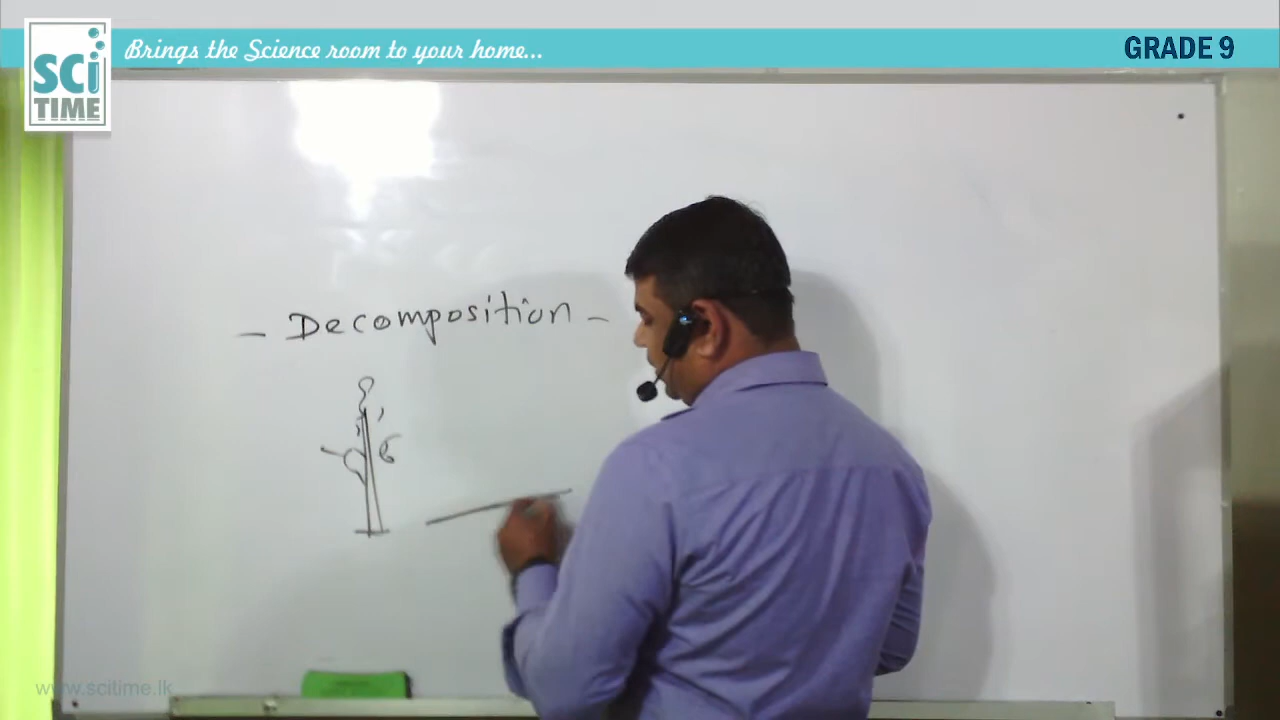 SCi
TIME
Brings the Science room to your home...
GRADE 9
- Decomposition -
www.scitime.lk